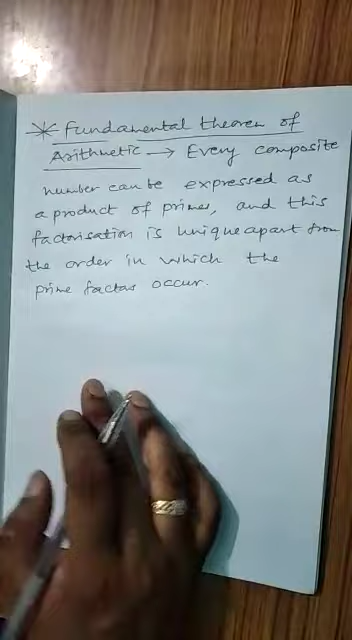 * Fundamental theorem of
Arithmetic → Every composite
number can be expressed as
a product of primes, and this
factorisation is unique apart from
the order in which the
prime factors occur.